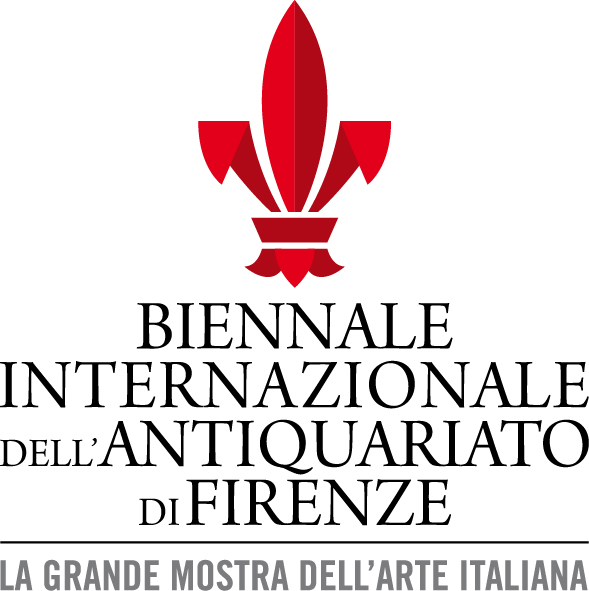 BIENNALE
INTERNAZIONALE
DELL'ANTIQUARIATO
DI FIRENZE
LA GRANDE MOSTRA DELL'ARTE ITALIANA